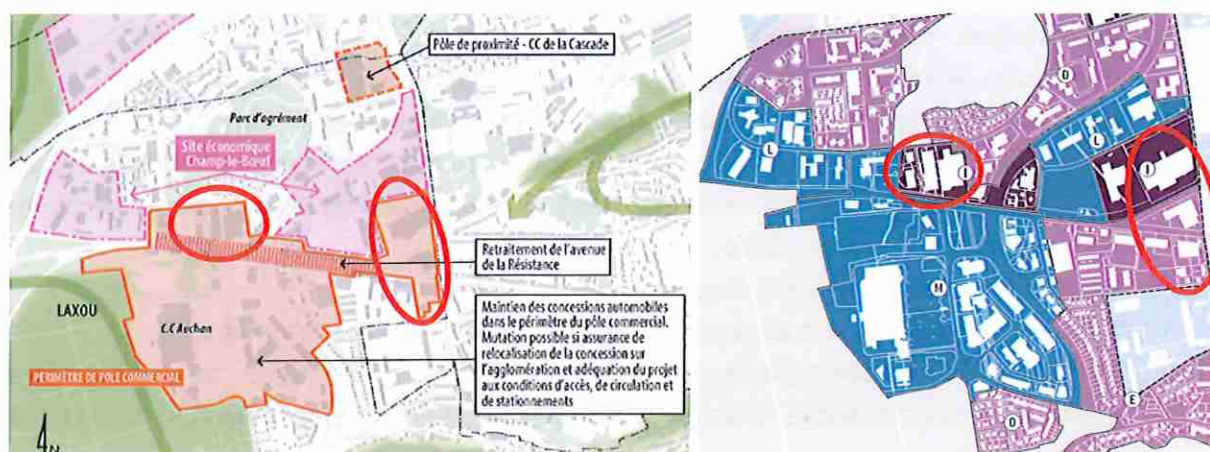 Pôle de proximité - CC de la Cascade
Parc d'agrément
Site économique
Champ-le-Bœuf
Retraitement de l'avenue
de la Résistance
LAXOU
C.C Auchan
Maintien des concessions automobiles
dans le périmètre du pôle commercial.
Mutation possible si assurance de
relocalisation de la concession sur
l'agglomération et adéquation du projet
aux conditions d'accès, de circulation et
de stationnements
PÉRIMÈTRE DE PÔLE COMMERCIAL
N
O
L
L
I
I
M
E
O